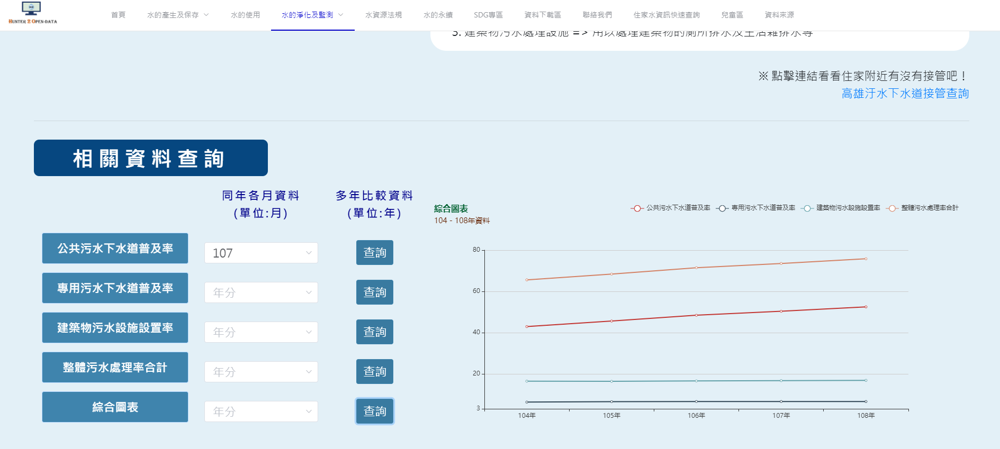 HUNTER 2 OPEN-DATA
首頁 水的產生及保存 水的使用 水的淨化及監測 水資源法規 水的永續 SDG專區 資料下載區 聯絡我們 住家水資訊快速查詢 兒童區 資料來源
3. 建築物污水處理設施 => 用以處理建築物的廁所排水及生活雜排水等
※ 點擊連結看看住家附近有沒有接管吧！
高雄汙水下水道接管查詢
相關資料查詢
同年各月資料
(單位:月)
多年比較資料
(單位:年)
公共污水下水道普及率 107 查詢
專用污水下水道普及率 年分 查詢
建築物污水設施設置率 年分 查詢
整體污水處理率合計 年分 查詢
綜合圖表 年分 查詢
綜合圖表
104 - 108年資料
公共污水下水道普及率 專用污水下水道普及率 建築物污水設施設置率 整體污水處理率合計
80
60
40
20
3
104年 105年 106年 107年 108年